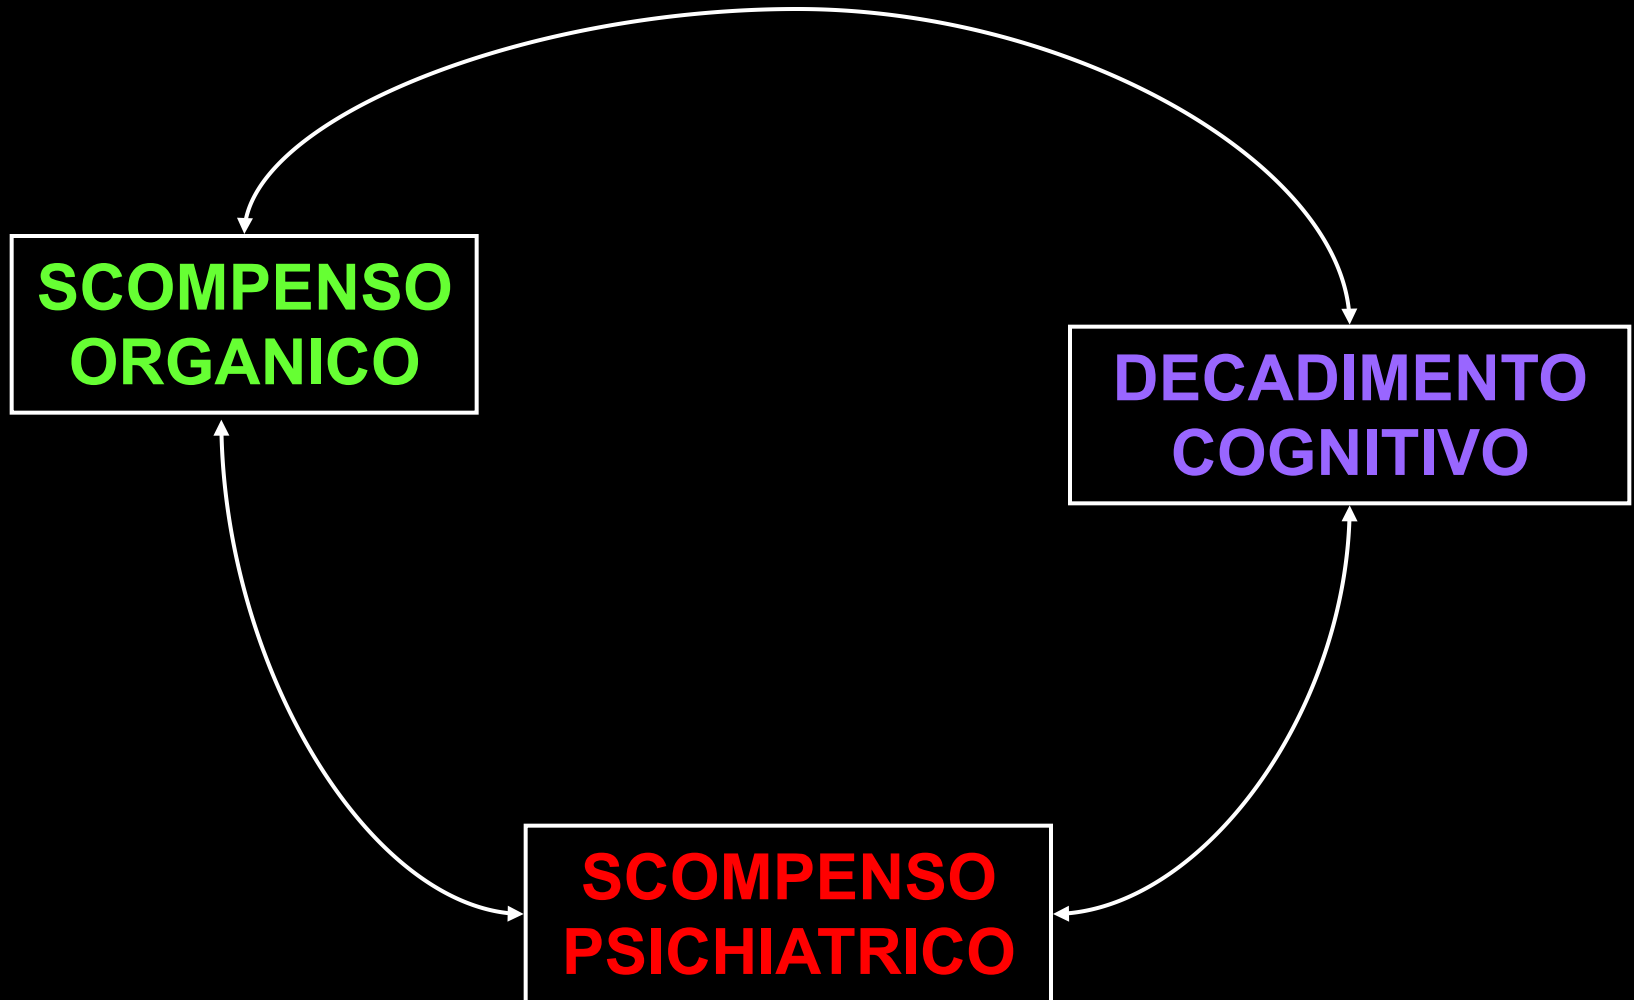 SCOMPENSO
ORGANICO
DECADIMENTO
COGNITIVO
SCOMPENSO
PSICHIATRICO